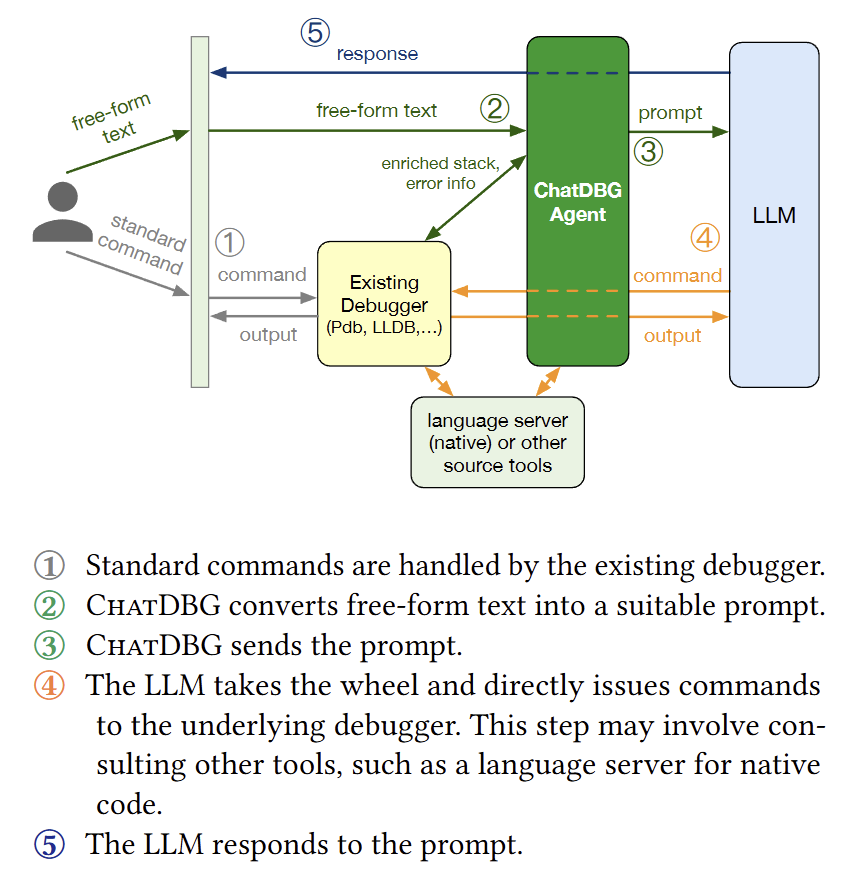 ⑤
response
free-form text
②
prompt
③
free-form
text
enriched stack,
error info
ChatDBG
Agent
LLM
standard
command
①
command
output
Existing
Debugger
(Pdb, LLDB,...)
④
command
output
language server
(native) or other
source tools
① Standard commands are handled by the existing debugger.
② CHATDBG converts free-form text into a suitable prompt.
③ CHATDBG sends the prompt.
④ The LLM takes the wheel and directly issues commands
to the underlying debugger. This step may involve con-
sulting other tools, such as a language server for native
code.
⑤ The LLM responds to the prompt.